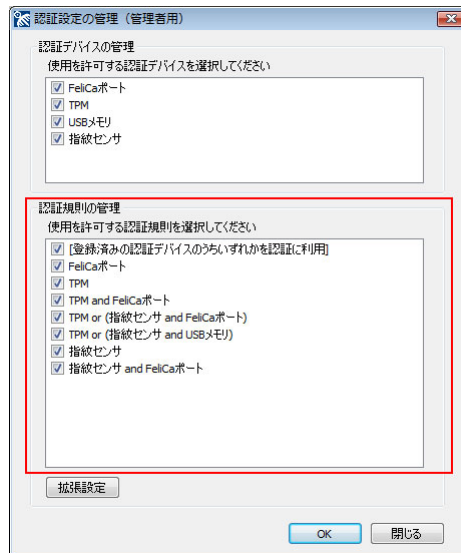 認証設定の管理（管理者用）
認証デバイスの管理
使用を許可する認証デバイスを選択してください
FeliCaポート
TPM
USBメモリ
指紋センサ
認証規則の管理
使用を許可する認証規則を選択してください
[登録済みの認証デバイスのうちいずれかを認証に利用]
FeliCaポート
TPM
TPM and FeliCaポート
TPM or (指紋センサ and FeliCaポート)
TPM or (指紋センサ and USBメモリ)
指紋センサ
指紋センサ and FeliCaポート
拡張設定
OK 閉じる